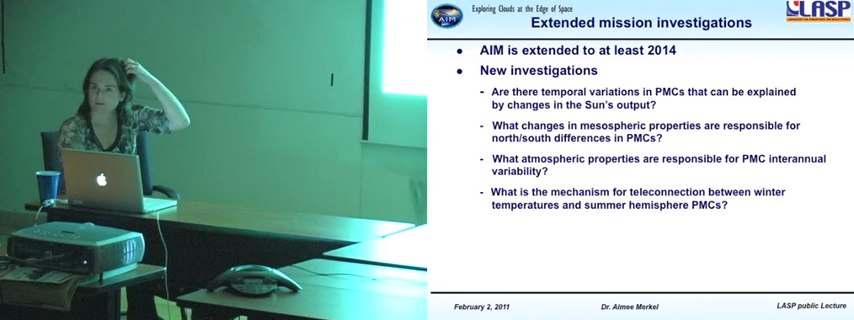 Exploring Clouds at the Edge of Space
AIM
LASP
Extended mission investigations
• AIM is extended to at least 2014
• New investigations
- Are there temporal variations in PMCs that can be explained
by changes in the Sun's output?
- What changes in mesospheric properties are responsible for
north/south differences in PMCs?
- What atmospheric properties are responsible for PMC interannual
variability?
- What is the mechanism for teleconnection between winter
temperatures and summer hemisphere PMCs?
February 2, 2011
Dr. Aimee Merkel
LASP public Lecture